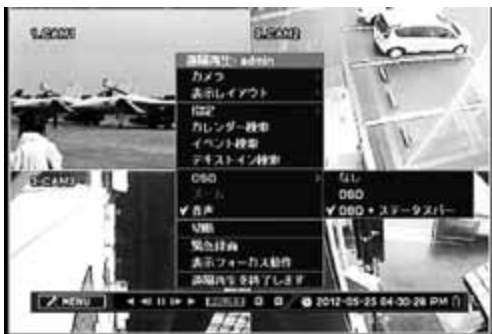 1.CAM1
2.CAM2
遠隔再生: admin
カメラ
表示レイアウト
設定
カレンダー検索
イベント検索
テキストイン検索
3.CAM3
OSD
ズーム
✔ 音声
切断
緊急録画
表示フォーカス動作
遠隔再生を終了します
なし
OSD
✔ OSD + ステータスバー
MENU
2012-05-25 04:30:28 PM